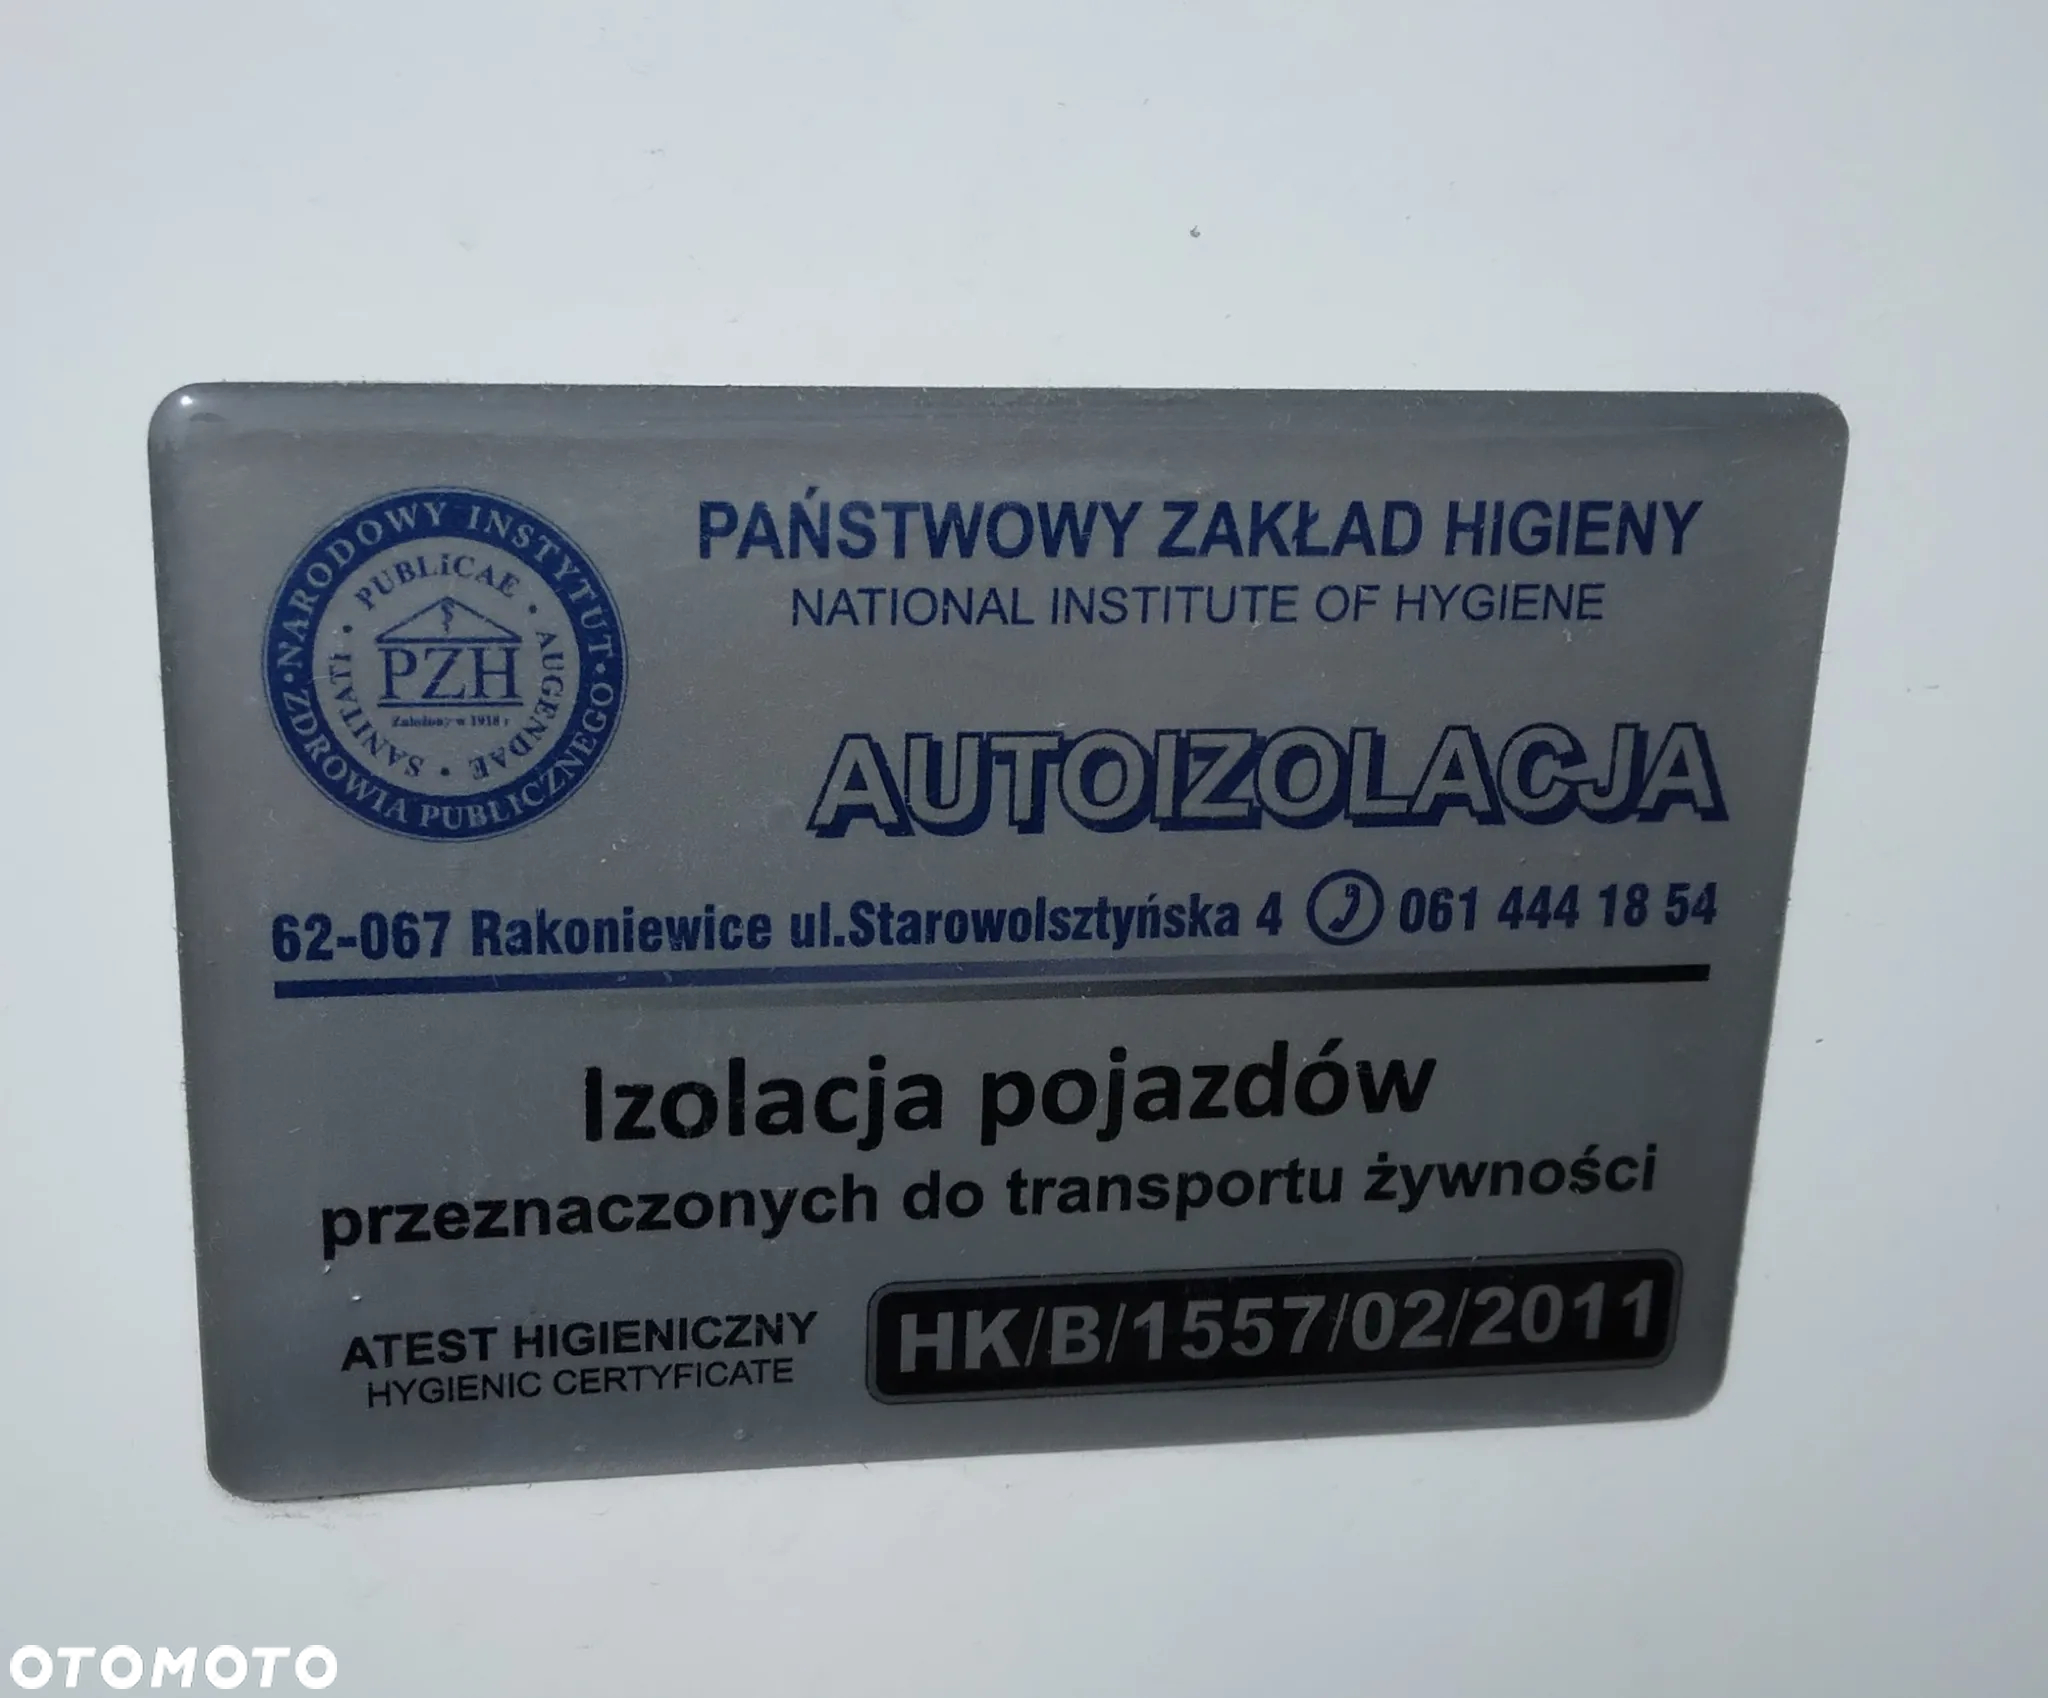 NARODOWY INSTYTUT
ZDROWIA PUBLICZNEGO
PUBLiCAE
AUGENDAE
SANITATI
PZH
Założony w 1918 r
PAŃSTWOWY ZAKŁAD HIGIENY
NATIONAL INSTITUTE OF HYGIENE
AUTOIZOLACJA
62-067 Rakoniewice ul.Starowolsztyńska 4 061 444 18 54
Izolacja pojazdów
przeznaczonych do transportu żywności
ATEST HIGIENICZNY
HYGIENIC CERTYFICATE
HK/B/1557/02/2011
OTOMOTO